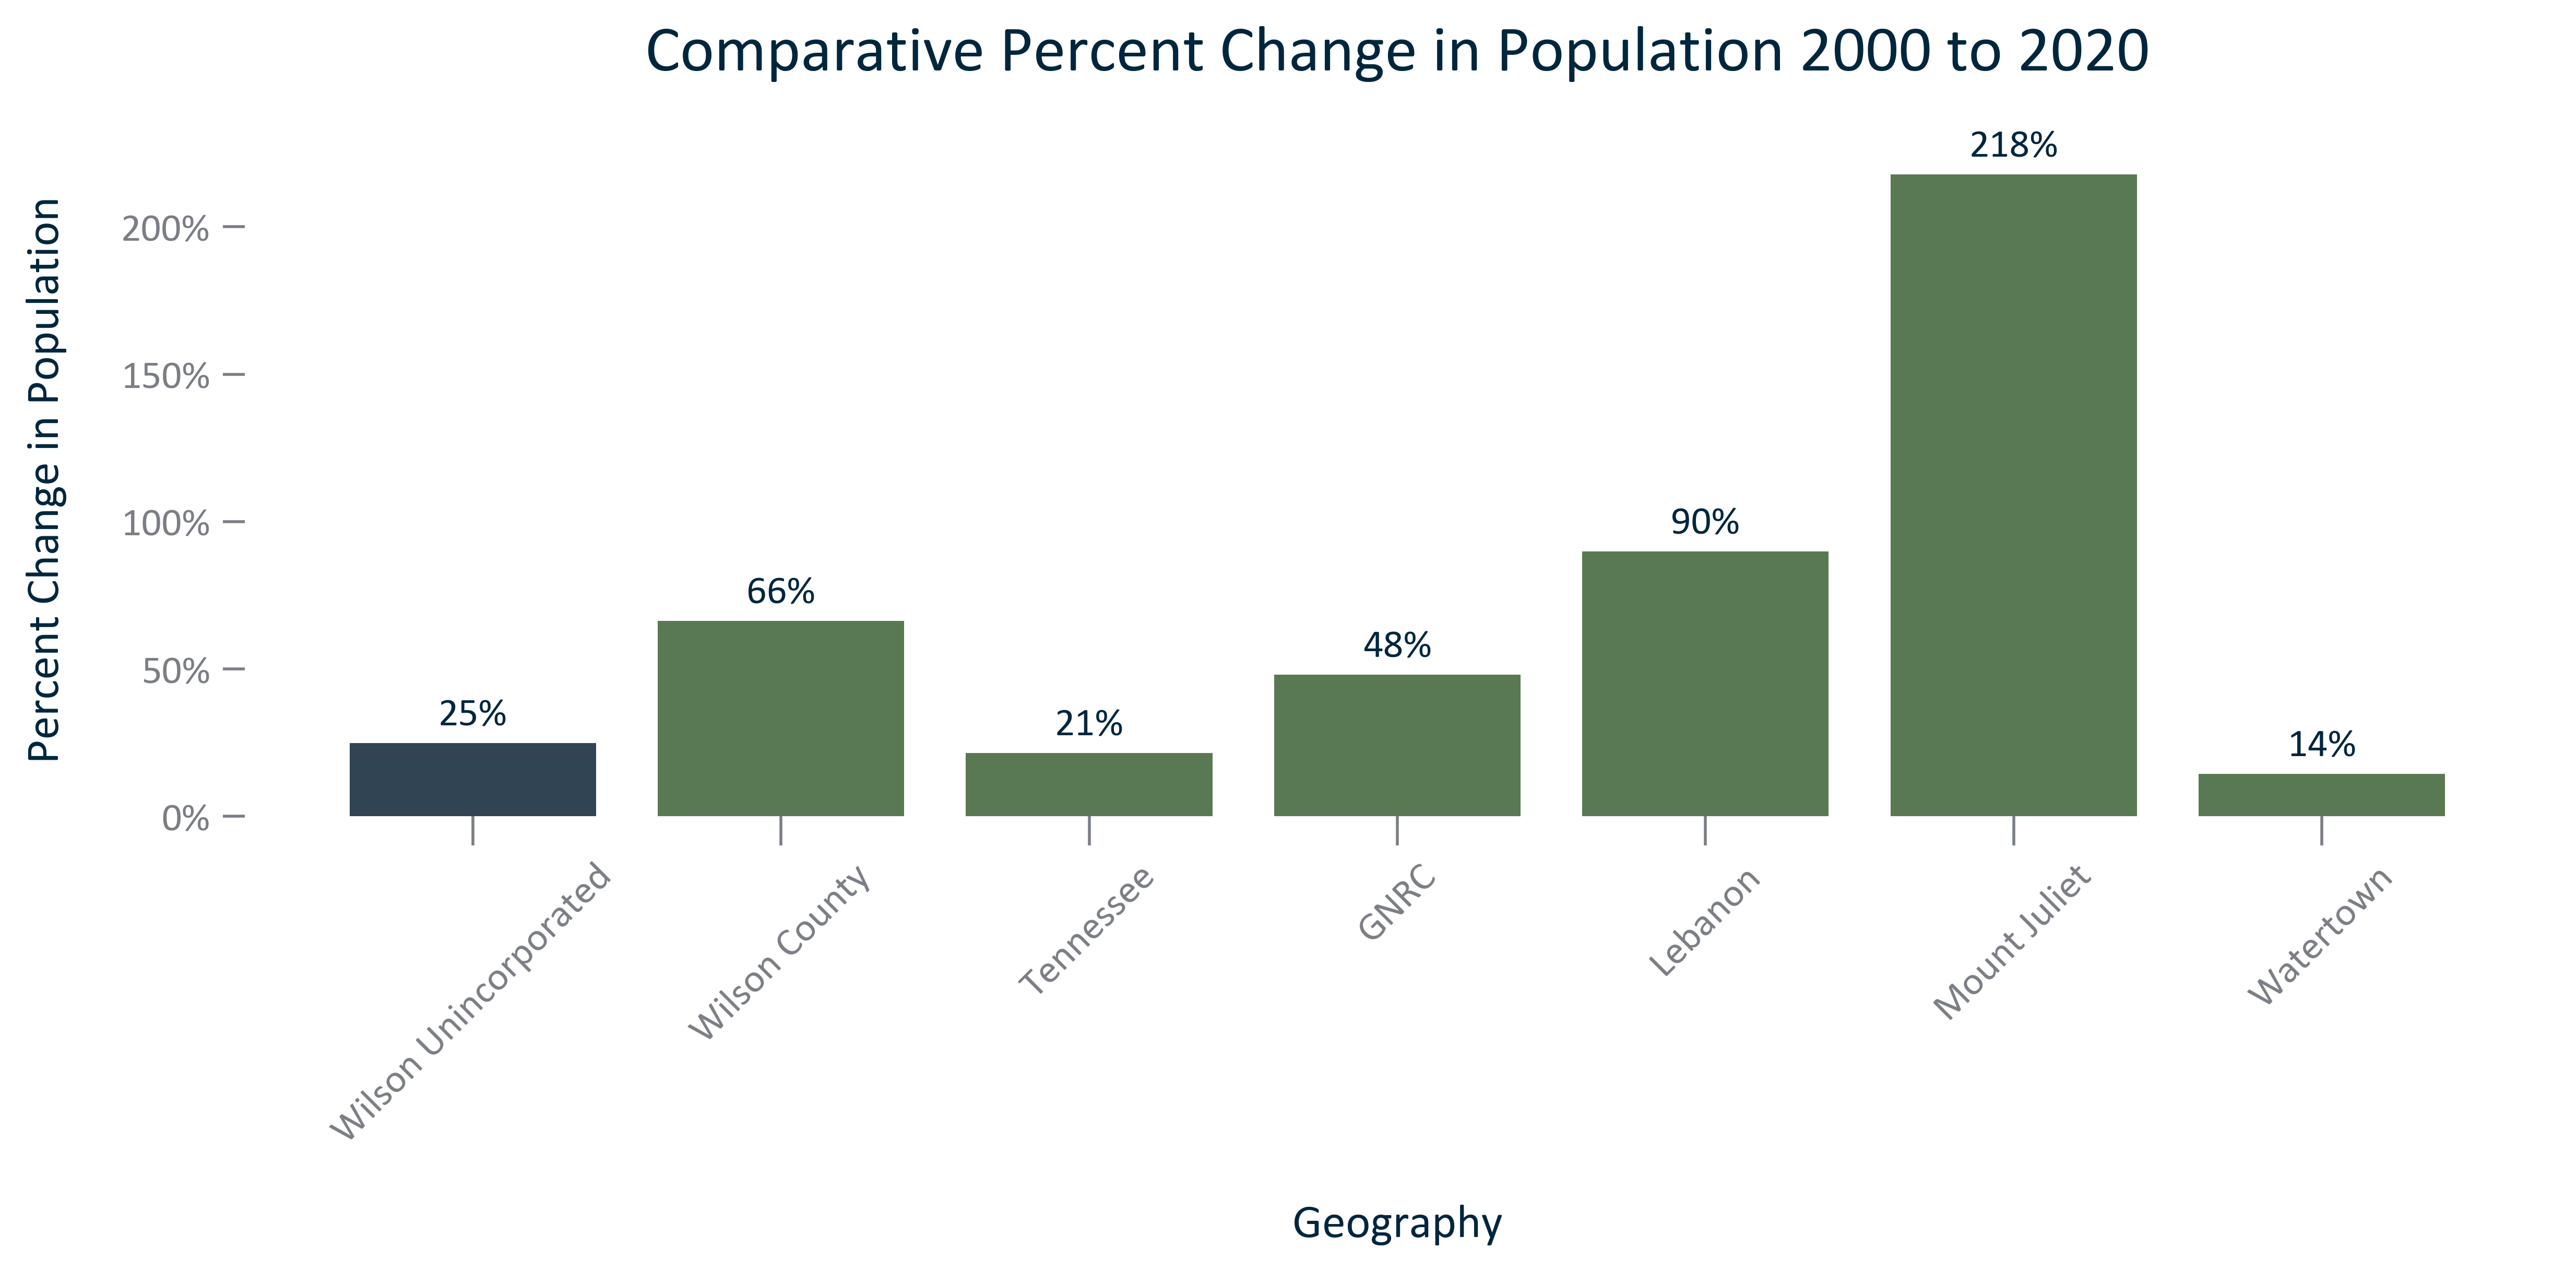 Comparative Percent Change in Population 2000 to 2020
Percent Change in Population
200%
150%
100%
50%
0%
25%
66%
21%
48%
90%
218%
14%
Wilson Unincorporated
Wilson County
Tennessee
GNRC
Lebanon
Mount Juliet
Watertown
Geography